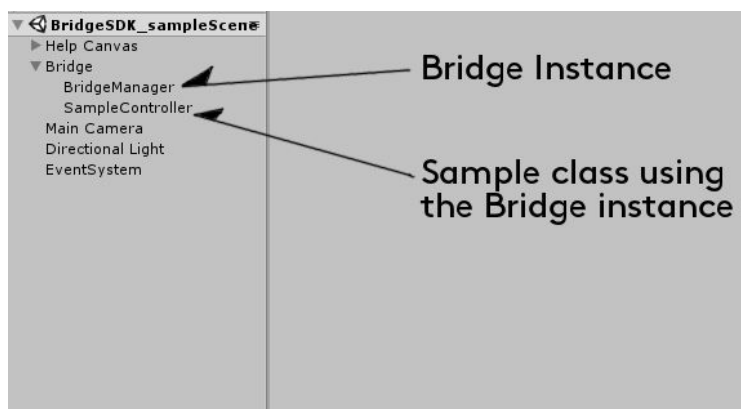 BridgeSDK_sampleScene
Help Canvas
Bridge
BridgeManager
SampleController
Main Camera
Directional Light
EventSystem
Bridge Instance
Sample class using
the Bridge instance